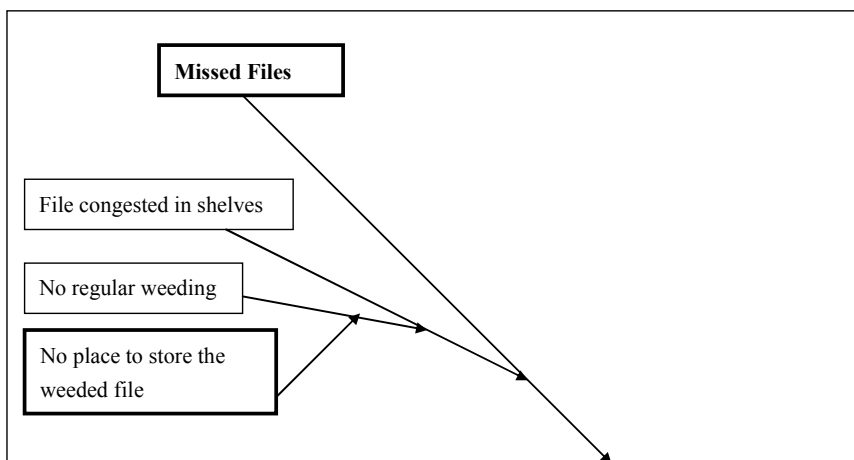 Missed Files
File congested in shelves
No regular weeding
No place to store the
weeded file